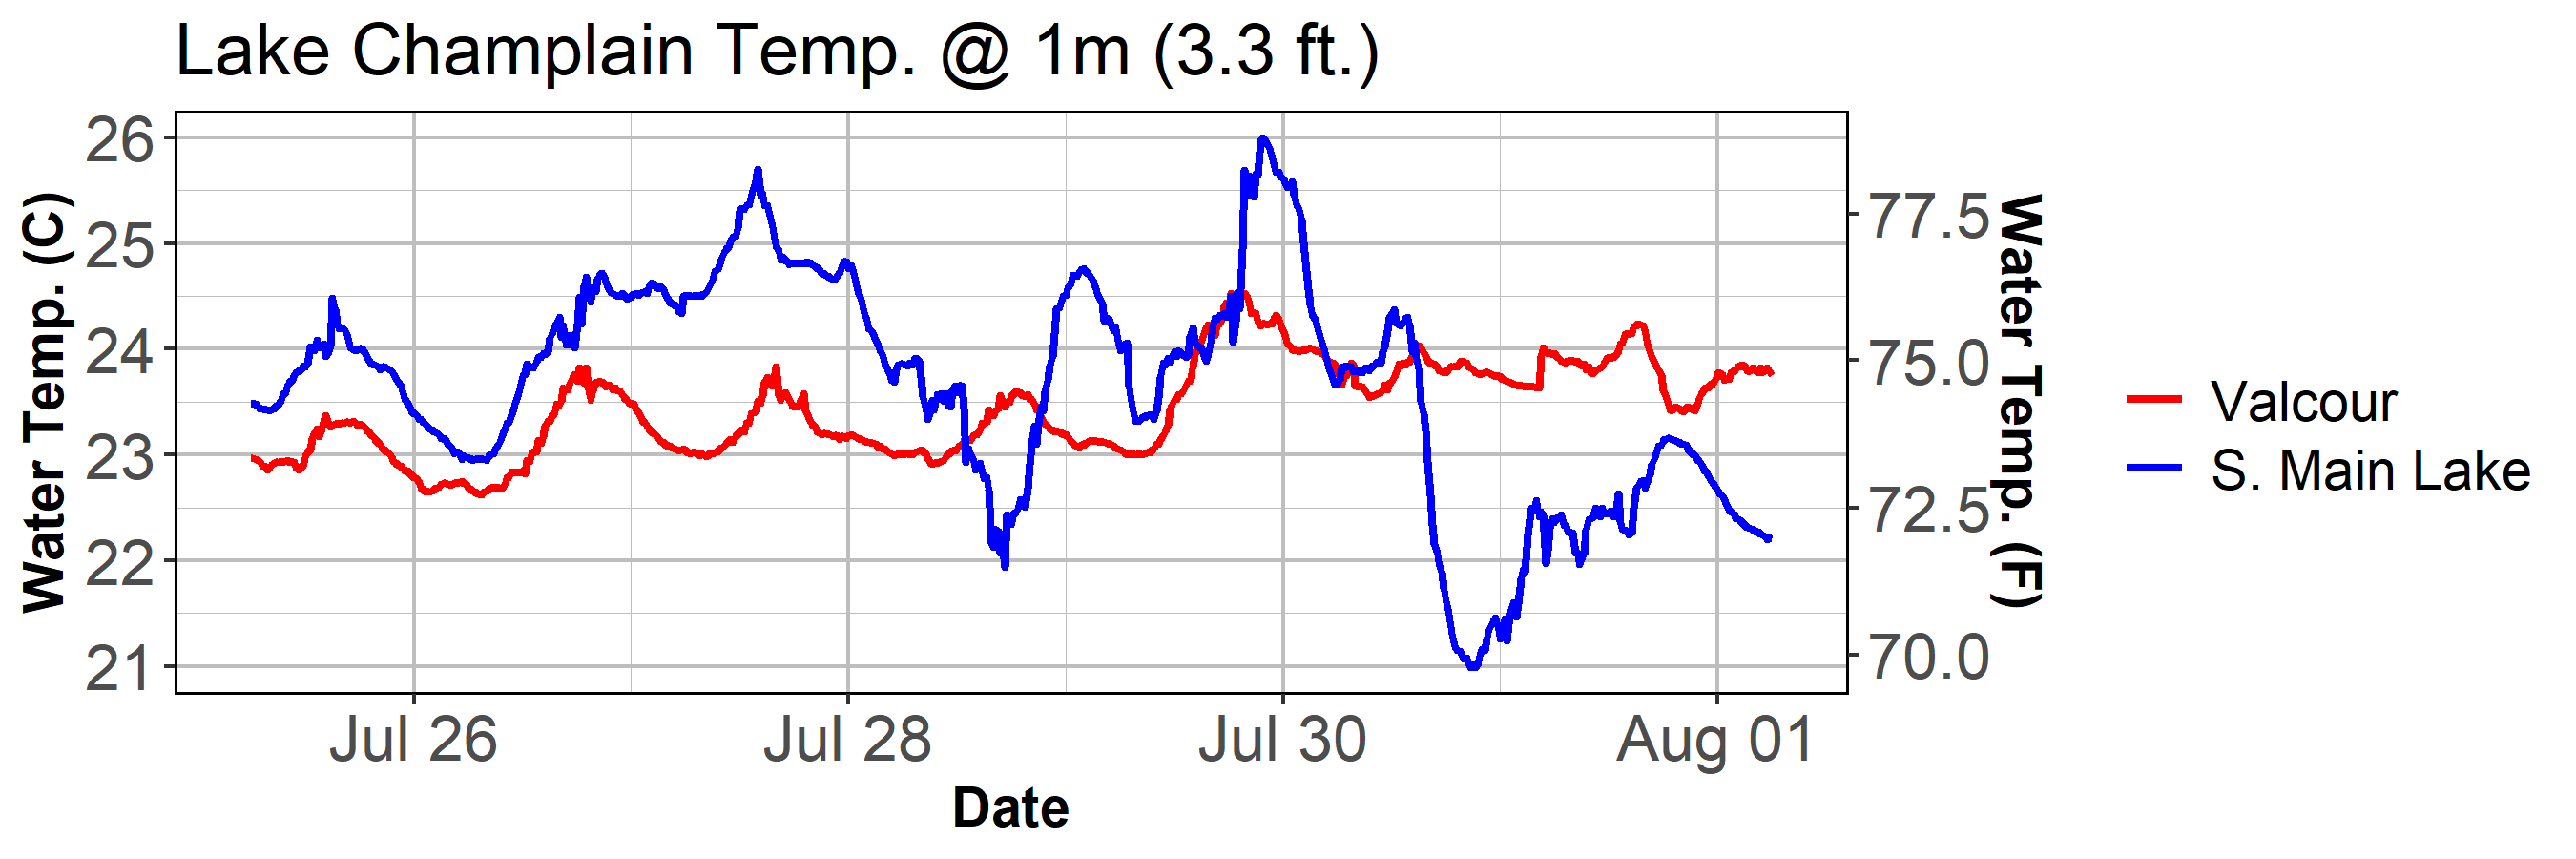 Lake Champlain Temp. @ 1m (3.3 ft.)
Water Temp. (C)
26
25
24
23
22
21
77.5
75.0
72.5
70.0
Water Temp. (F)
Jul 26
Jul 28
Jul 30
Aug 01
Date
Valcour
S. Main Lake